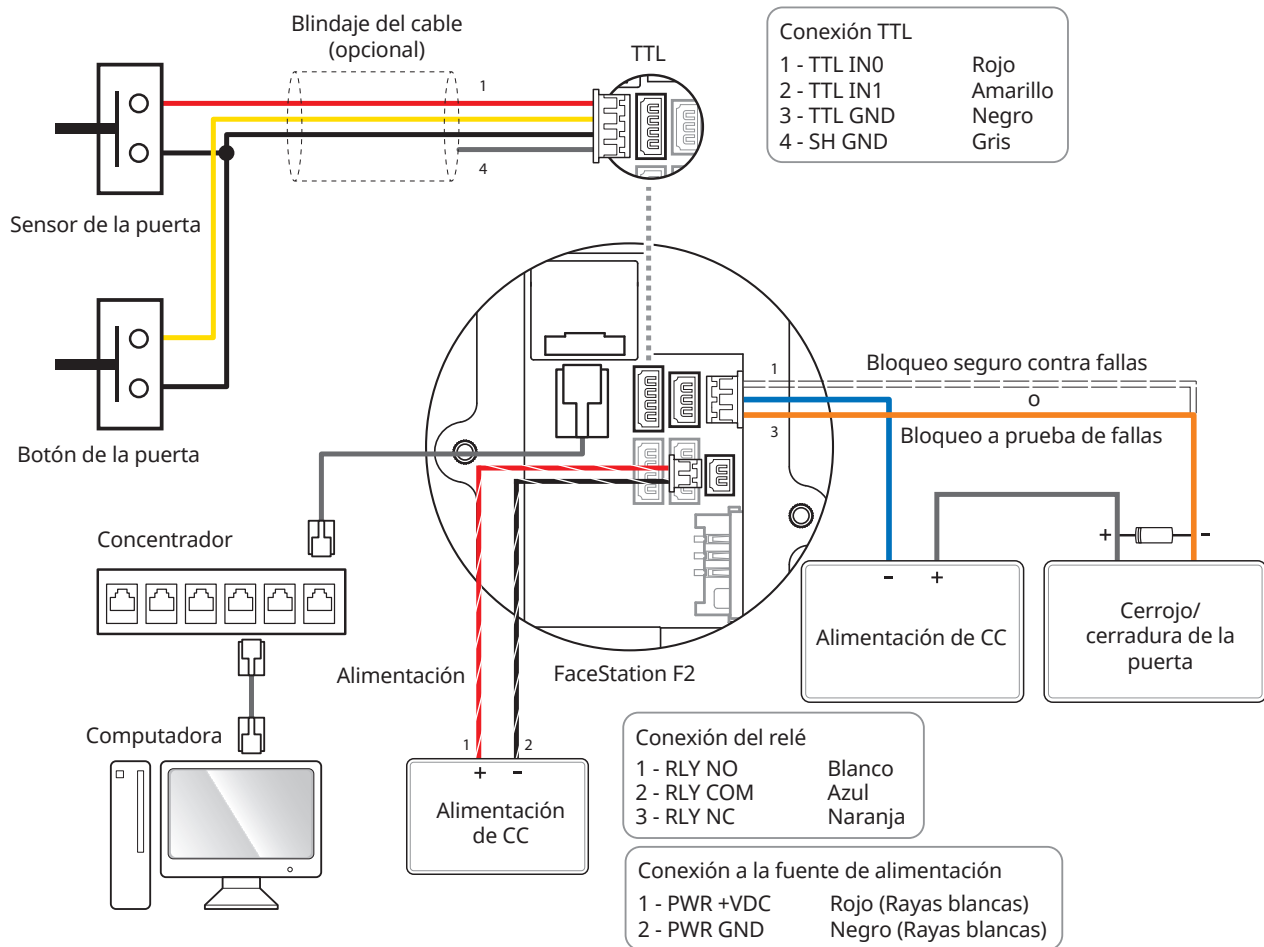 Blindaje del cable
(opcional)
TTL
1
4
Conexión TTL
1 - TTL IN0 Rojo
2 - TTL IN1 Amarillo
3 - TTL GND Negro
4 - SH GND Gris
Sensor de la puerta
Botón de la puerta
1
Bloqueo seguro contra fallas
o
3
Bloqueo a prueba de fallas
Concentrador
+ -
- +
Alimentación de CC
Cerrojo/
cerradura de la
puerta
Alimentación
FaceStation F2
Computadora
1 2
+ -
Alimentación
de CC
Conexión del relé
1 - RLY NO Blanco
2 - RLY COM Azul
3 - RLY NC Naranja
Conexión a la fuente de alimentación
1 - PWR +VDC Rojo (Rayas blancas)
2 - PWR GND Negro (Rayas blancas)